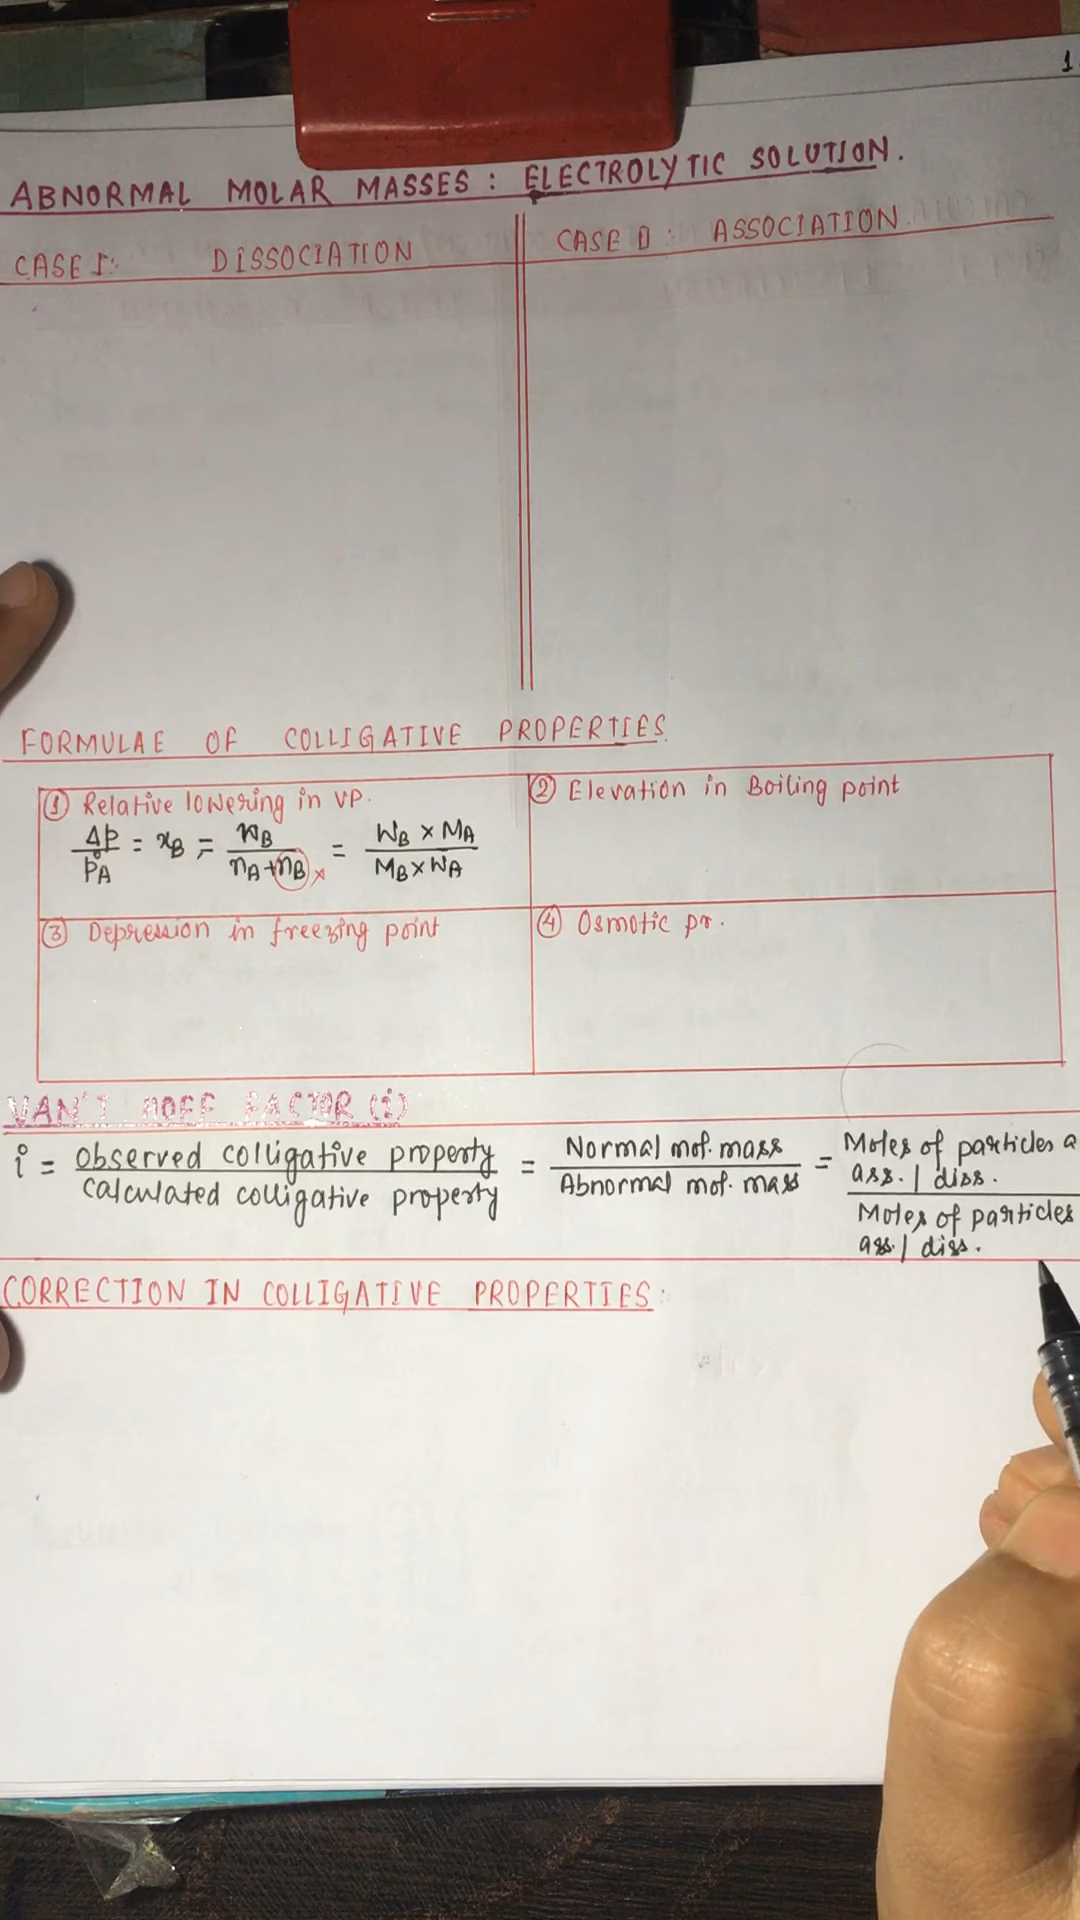 1
ABNORMAL MOLAR MASSES : ELECTROLYTIC SOLUTION.
CASE I: DISSOCIATION
CASE II : ASSOCIATION
FORMULAE OF COLLIGATIVE PROPERTIES
① Relative lowering in VP.
Δp/p°A = xB = nB/(nA+nB) × = (WB × MA)/(MB × WA)
② Elevation in Boiling point
③ Depression in freezing point
④ Osmotic pr.
VAN'T HOFF FACTOR (i)
i = observed colligative property / calculated colligative property = Normal mol. mass / Abnormal mol. mass = Moles of particles a
ass. / diss.
Moles of particles
ass. / diss.
CORRECTION IN COLLIGATIVE PROPERTIES: